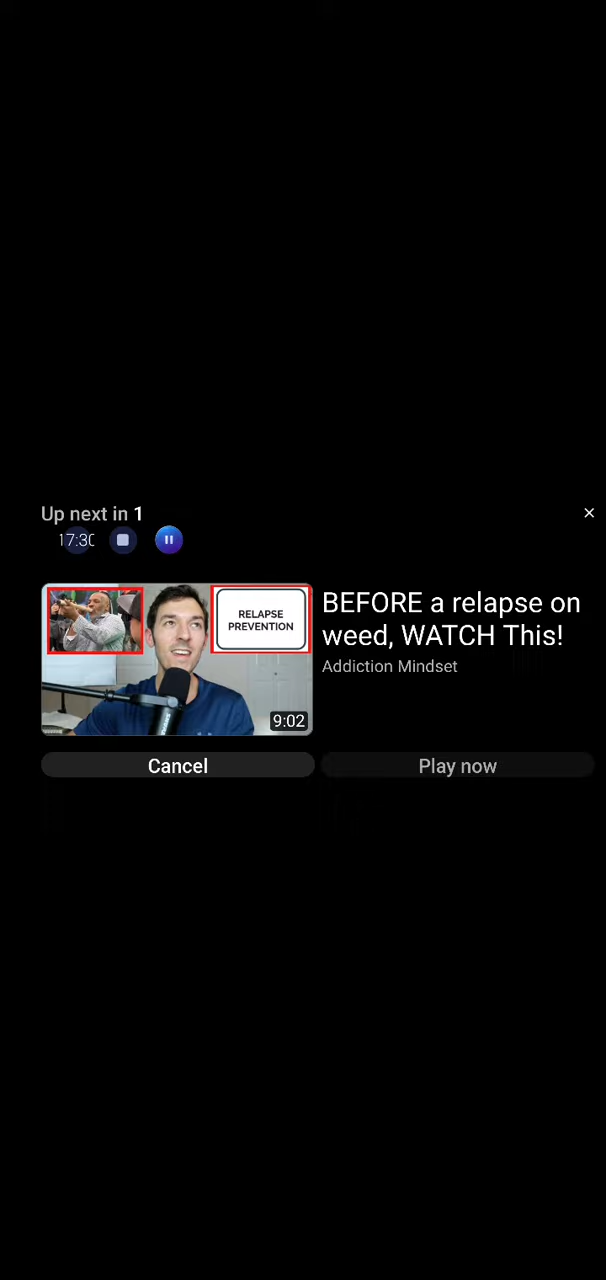 Up next in 1
17:30
RELAPSE
PREVENTION
9:02
BEFORE a relapse on
weed, WATCH This!
Addiction Mindset
Cancel
Play now